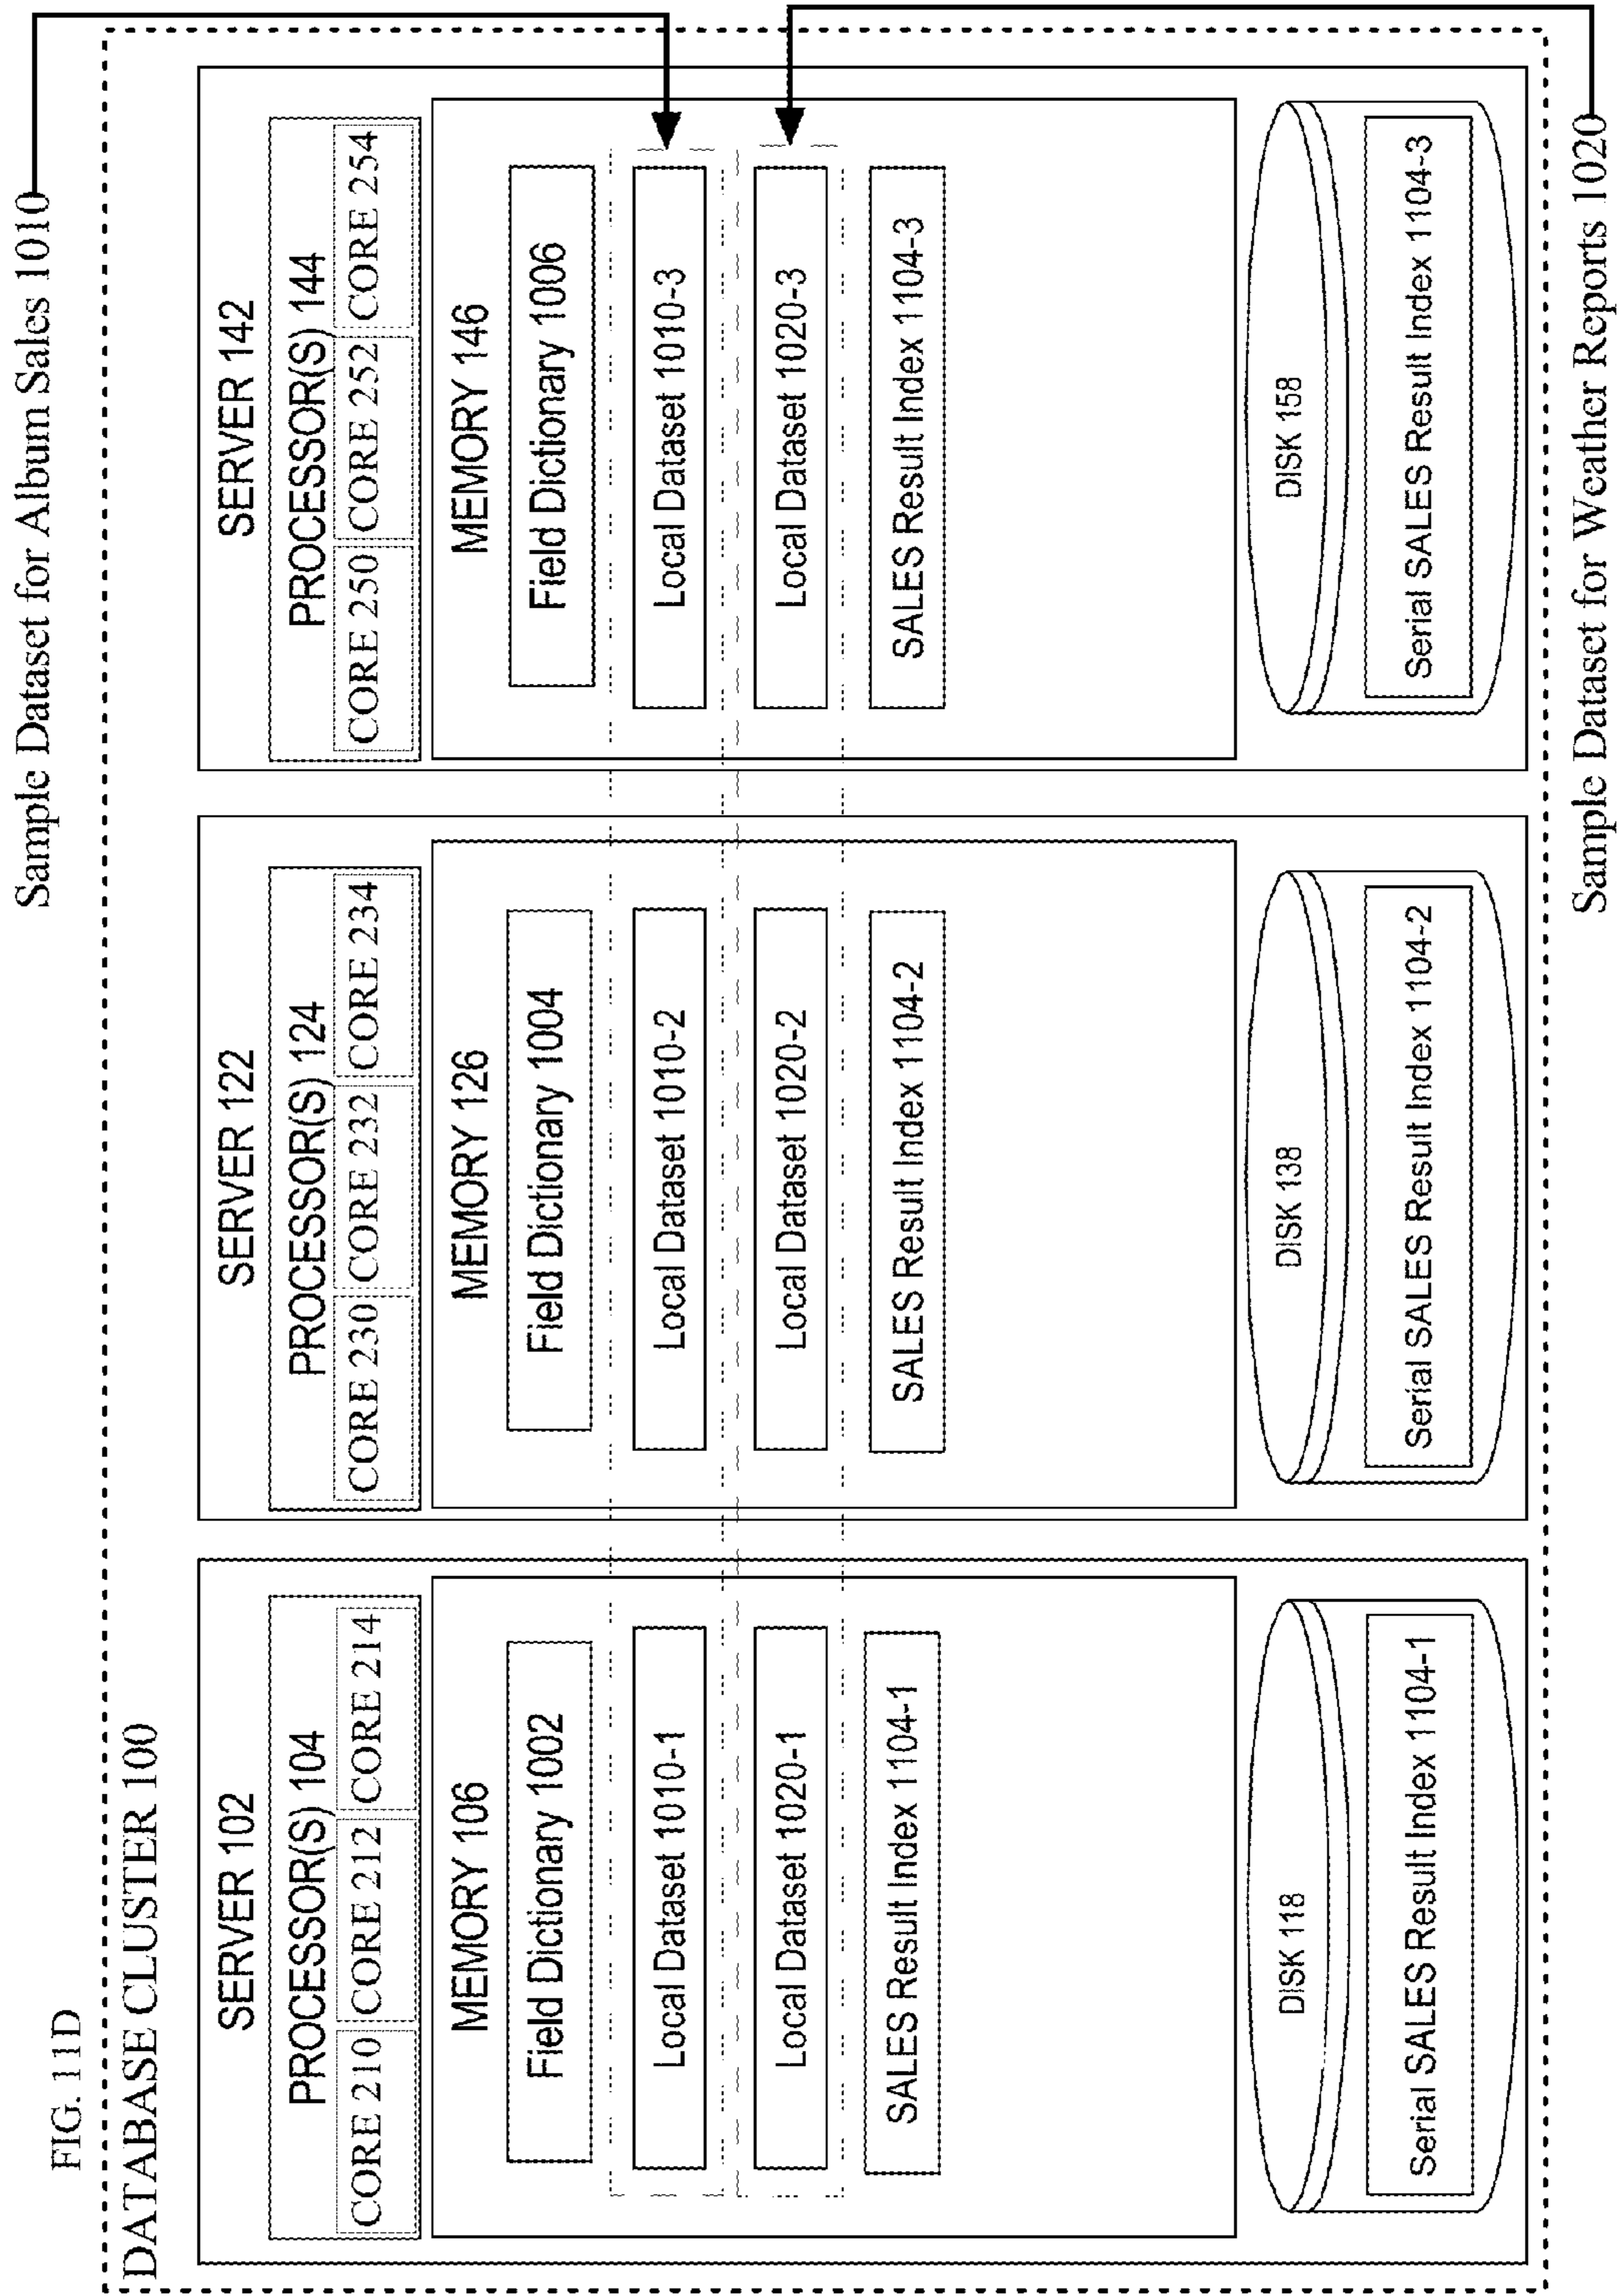 FIG. 11D
Sample Dataset for Album Sales 1010
DATABASE CLUSTER 100
SERVER 102
PROCESSOR(S) 104
CORE 210
CORE 212
CORE 214
MEMORY 106
Field Dictionary 1002
Local Dataset 1010-1
Local Dataset 1020-1
SALES Result Index 1104-1
DISK 118
Serial SALES Result Index 1104-1
SERVER 122
PROCESSOR(S) 124
CORE 230
CORE 232
CORE 234
MEMORY 126
Field Dictionary 1004
Local Dataset 1010-2
Local Dataset 1020-2
SALES Result Index 1104-2
DISK 138
Serial SALES Result Index 1104-2
SERVER 142
PROCESSOR(S) 144
CORE 250
CORE 252
CORE 254
MEMORY 146
Field Dictionary 1006
Local Dataset 1010-3
Local Dataset 1020-3
SALES Result Index 1104-3
DISK 158
Serial SALES Result Index 1104-3
Sample Dataset for Weather Reports 1020